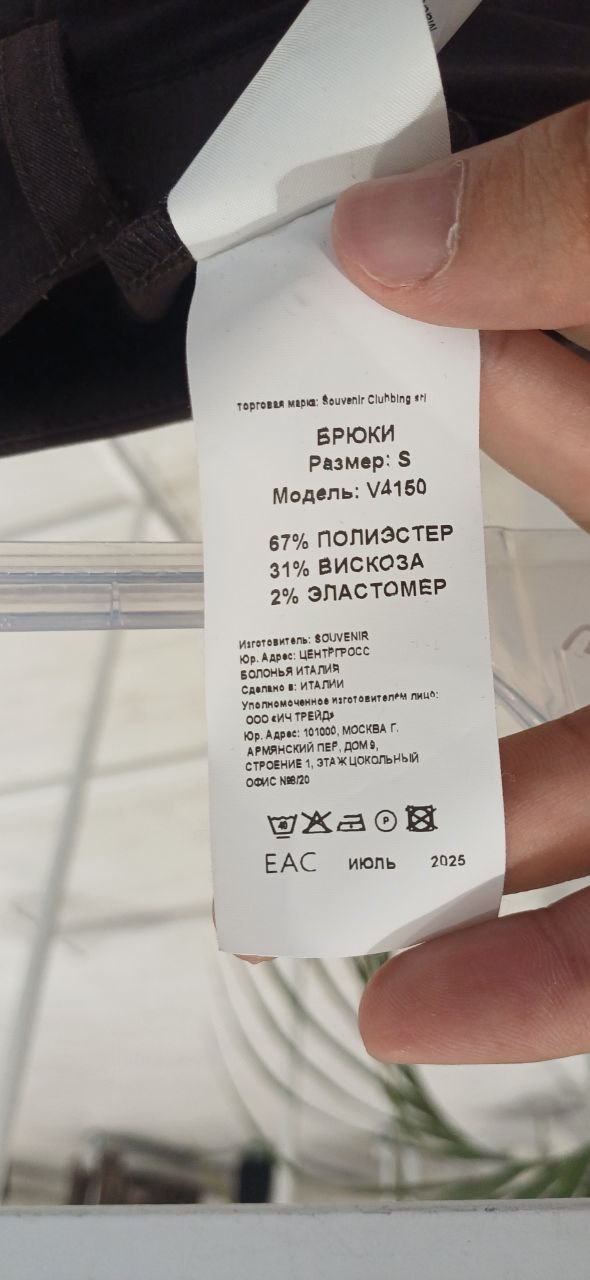 торговая марка: Souvenir Clubbing srl
БРЮКИ
Размер: S
Модель: V4150
67% ПОЛИЭСТЕР
31% ВИСКОЗА
2% ЭЛАСТОМЕР
Изготовитель: SOUVENIR
Юр. Адрес: ЦЕНТРГРОСС
БОЛОНЬЯ ИТАЛИЯ
Сделано в: ИТАЛИИ
Уполномоченное изготовителем лицо:
ООО «ИЧ ТРЕЙД»
Юр. Адрес: 101000, МОСКВА Г.
АРМЯНСКИЙ ПЕР, ДОМ 9,
СТРОЕНИЕ 1, ЭТАЖ ЦОКОЛЬНЫЙ
ОФИС №8/20
40 P
EAC ИЮЛЬ 2025